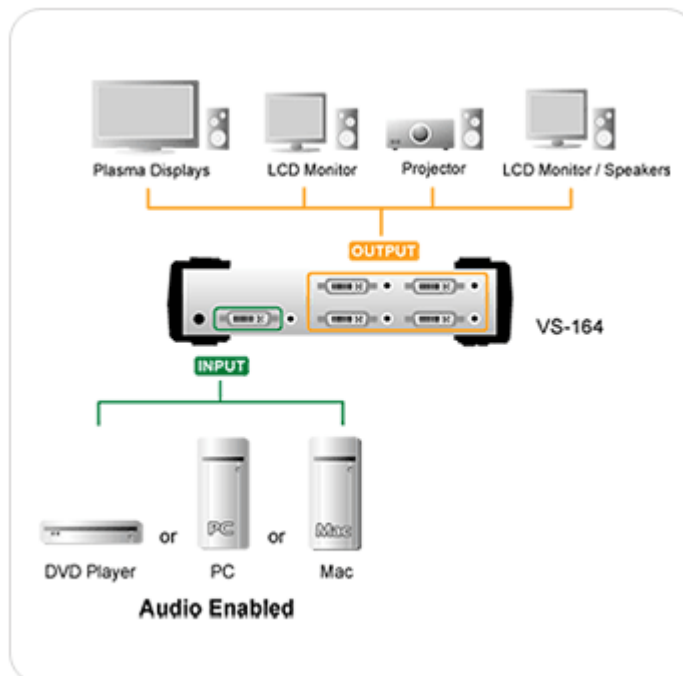 Plasma Displays
LCD Monitor
Projector
LCD Monitor / Speakers
OUTPUT
VS-164
INPUT
PC
Mac
or
or
DVD Player
PC
Mac
Audio Enabled